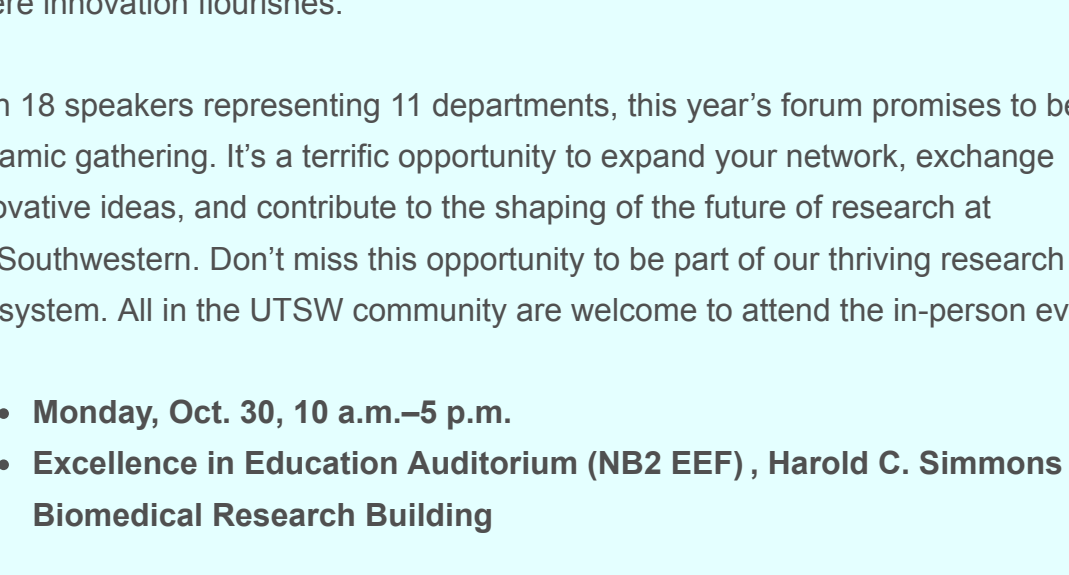 ere innovation flourishes.
n 18 speakers representing 11 departments, this year’s forum promises to be
amic gathering. It’s a terrific opportunity to expand your network, exchange
ovative ideas, and contribute to the shaping of the future of research at
Southwestern. Don’t miss this opportunity to be part of our thriving research
system. All in the UTSW community are welcome to attend the in-person ev
• Monday, Oct. 30, 10 a.m.–5 p.m.
• Excellence in Education Auditorium (NB2 EEF) , Harold C. Simmons
Biomedical Research Building